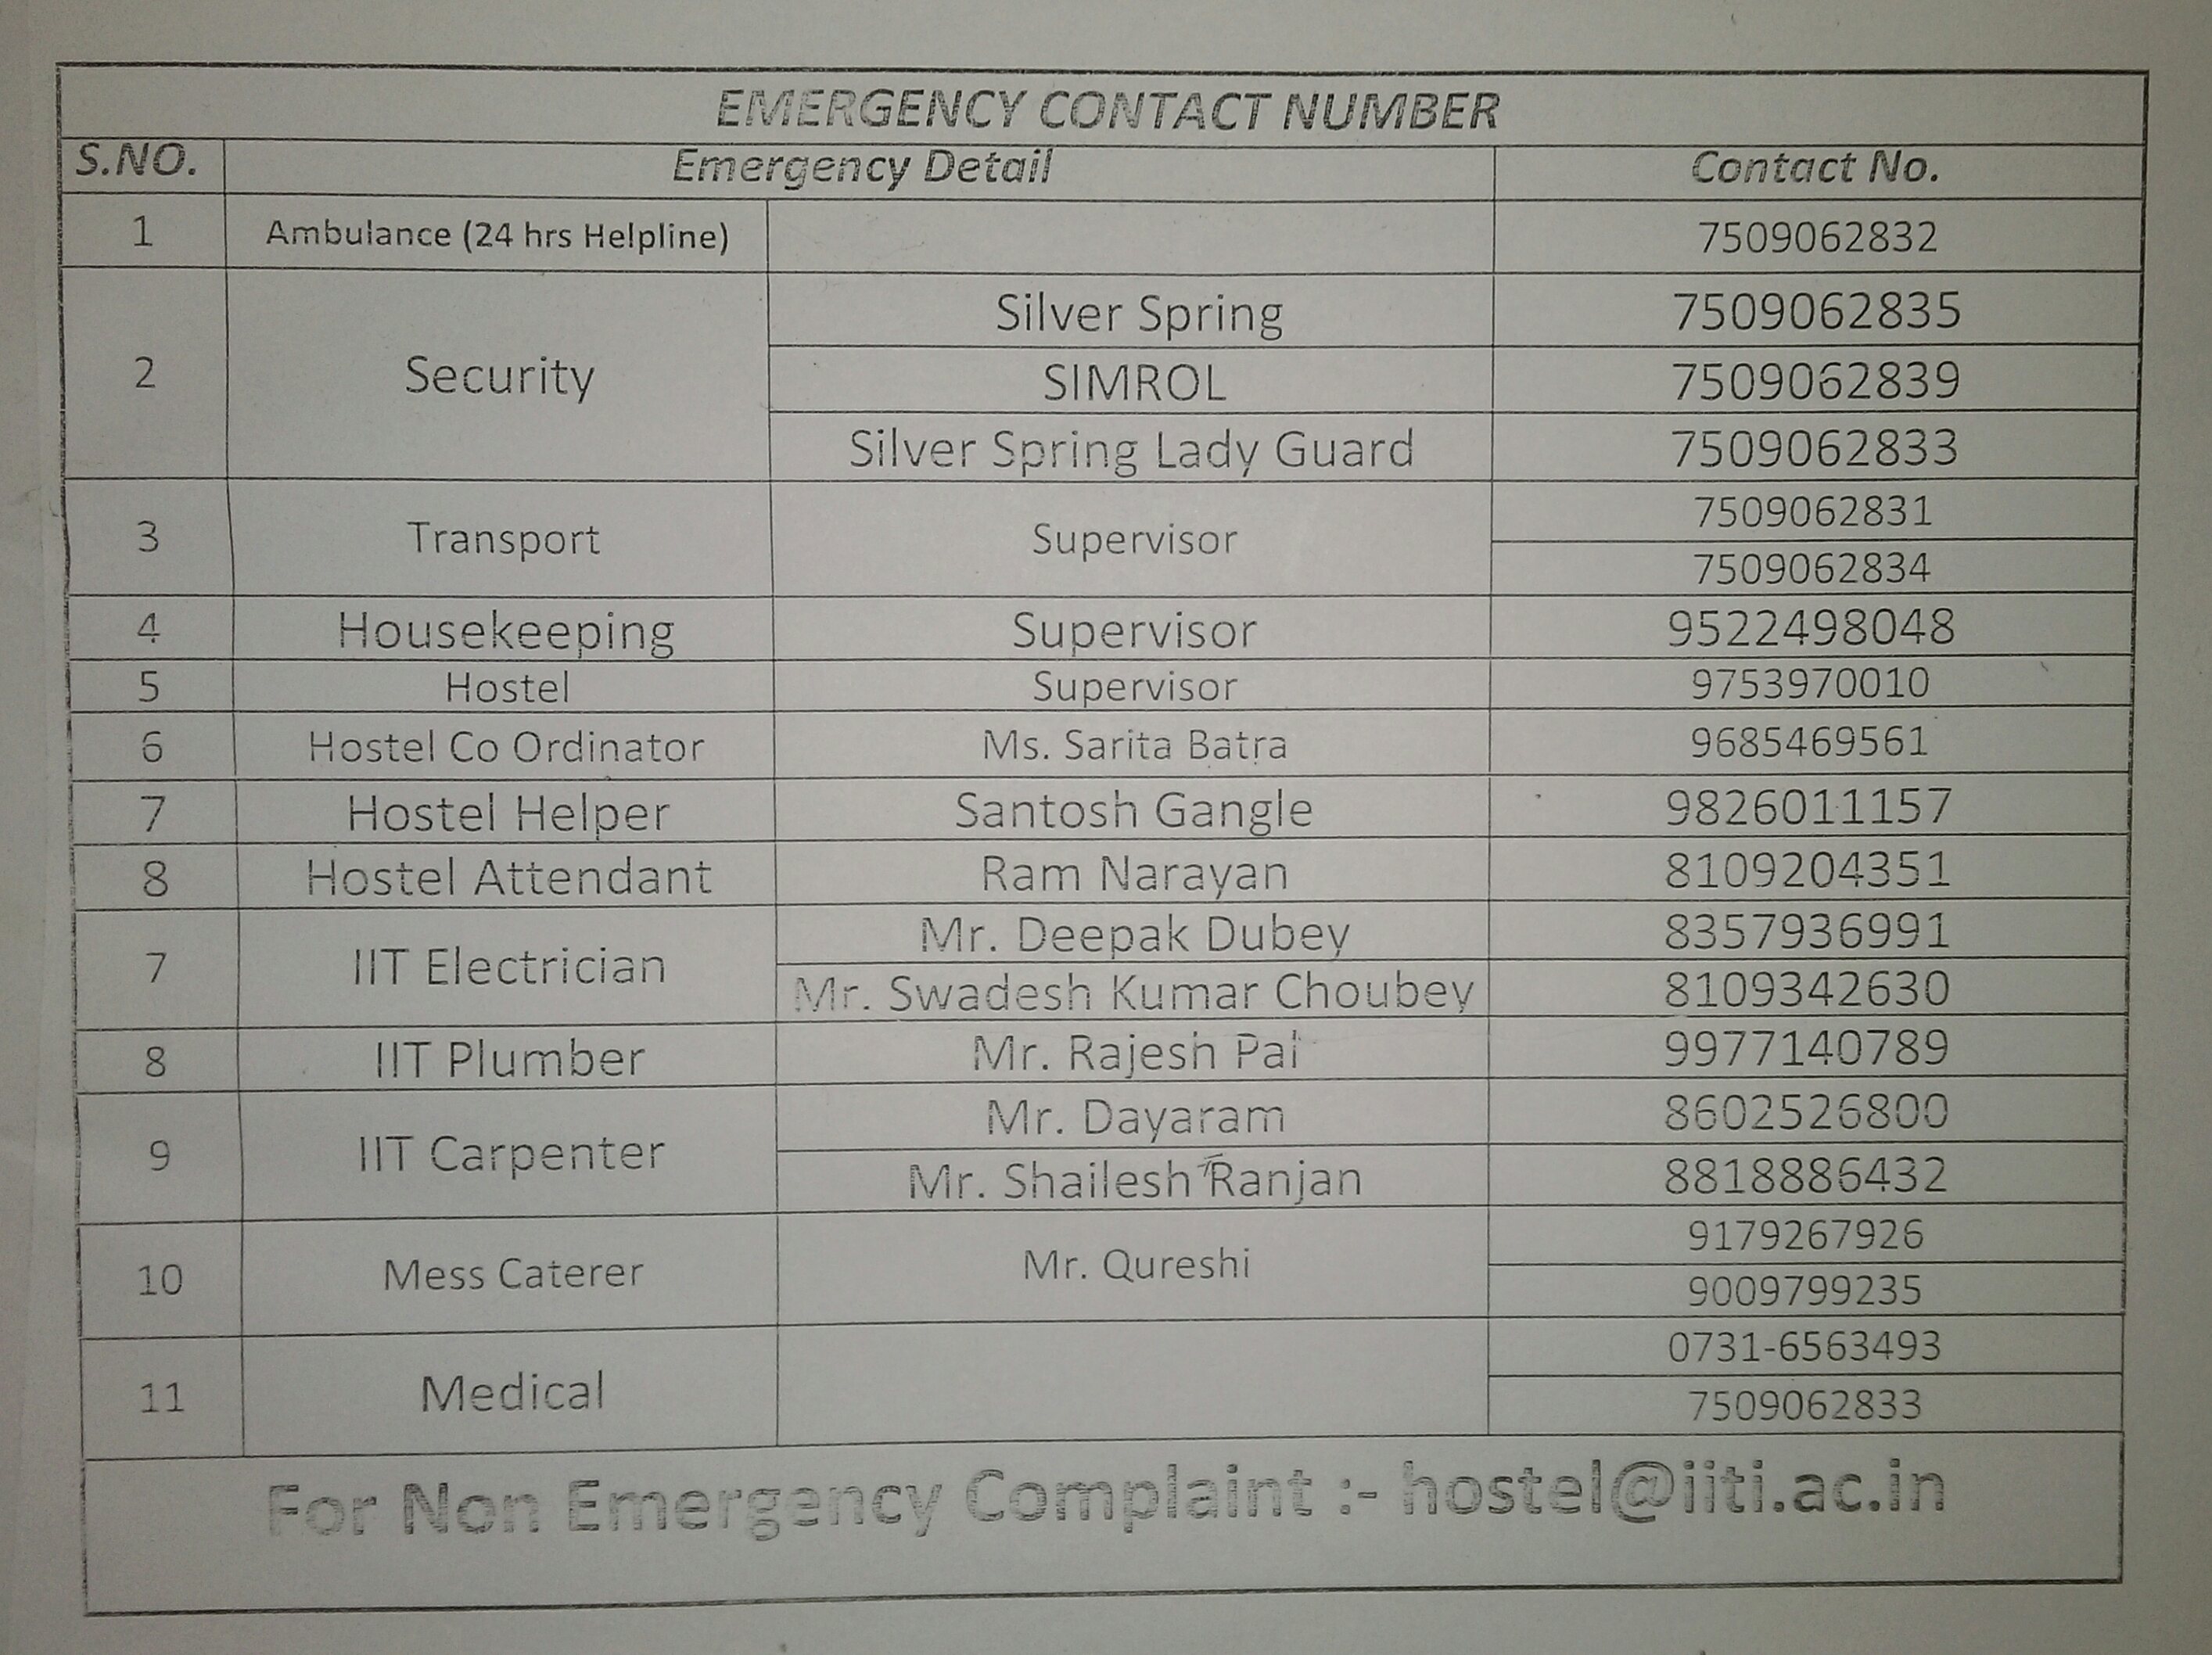 EMERGENCY CONTACT NUMBER
S.NO. Emergency Detail Contact No.
1 Ambulance (24 hrs Helpline) 7509062832
2 Security Silver Spring 7509062835
SIMROL 7509062839
Silver Spring Lady Guard 7509062833
3 Transport Supervisor 7509062831
7509062834
4 Housekeeping Supervisor 9522498048
5 Hostel Supervisor 9753970010
6 Hostel Co Ordinator Ms. Sarita Batra 9685469561
7 Hostel Helper Santosh Gangle 9826011157
8 Hostel Attendant Ram Narayan 8109204351
7 IIT Electrician Mr. Deepak Dubey 8357936991
Mr. Swadesh Kumar Choubey 8109342630
8 IIT Plumber Mr. Rajesh Pal 9977140789
9 IIT Carpenter Mr. Dayaram 8602526800
Mr. Shailesh Ranjan 8818886432
10 Mess Caterer Mr. Qureshi 9179267926
9009799235
11 Medical 0731-6563493
7509062833
For Non Emergency Complaint :- hostel@iiti.ac.in